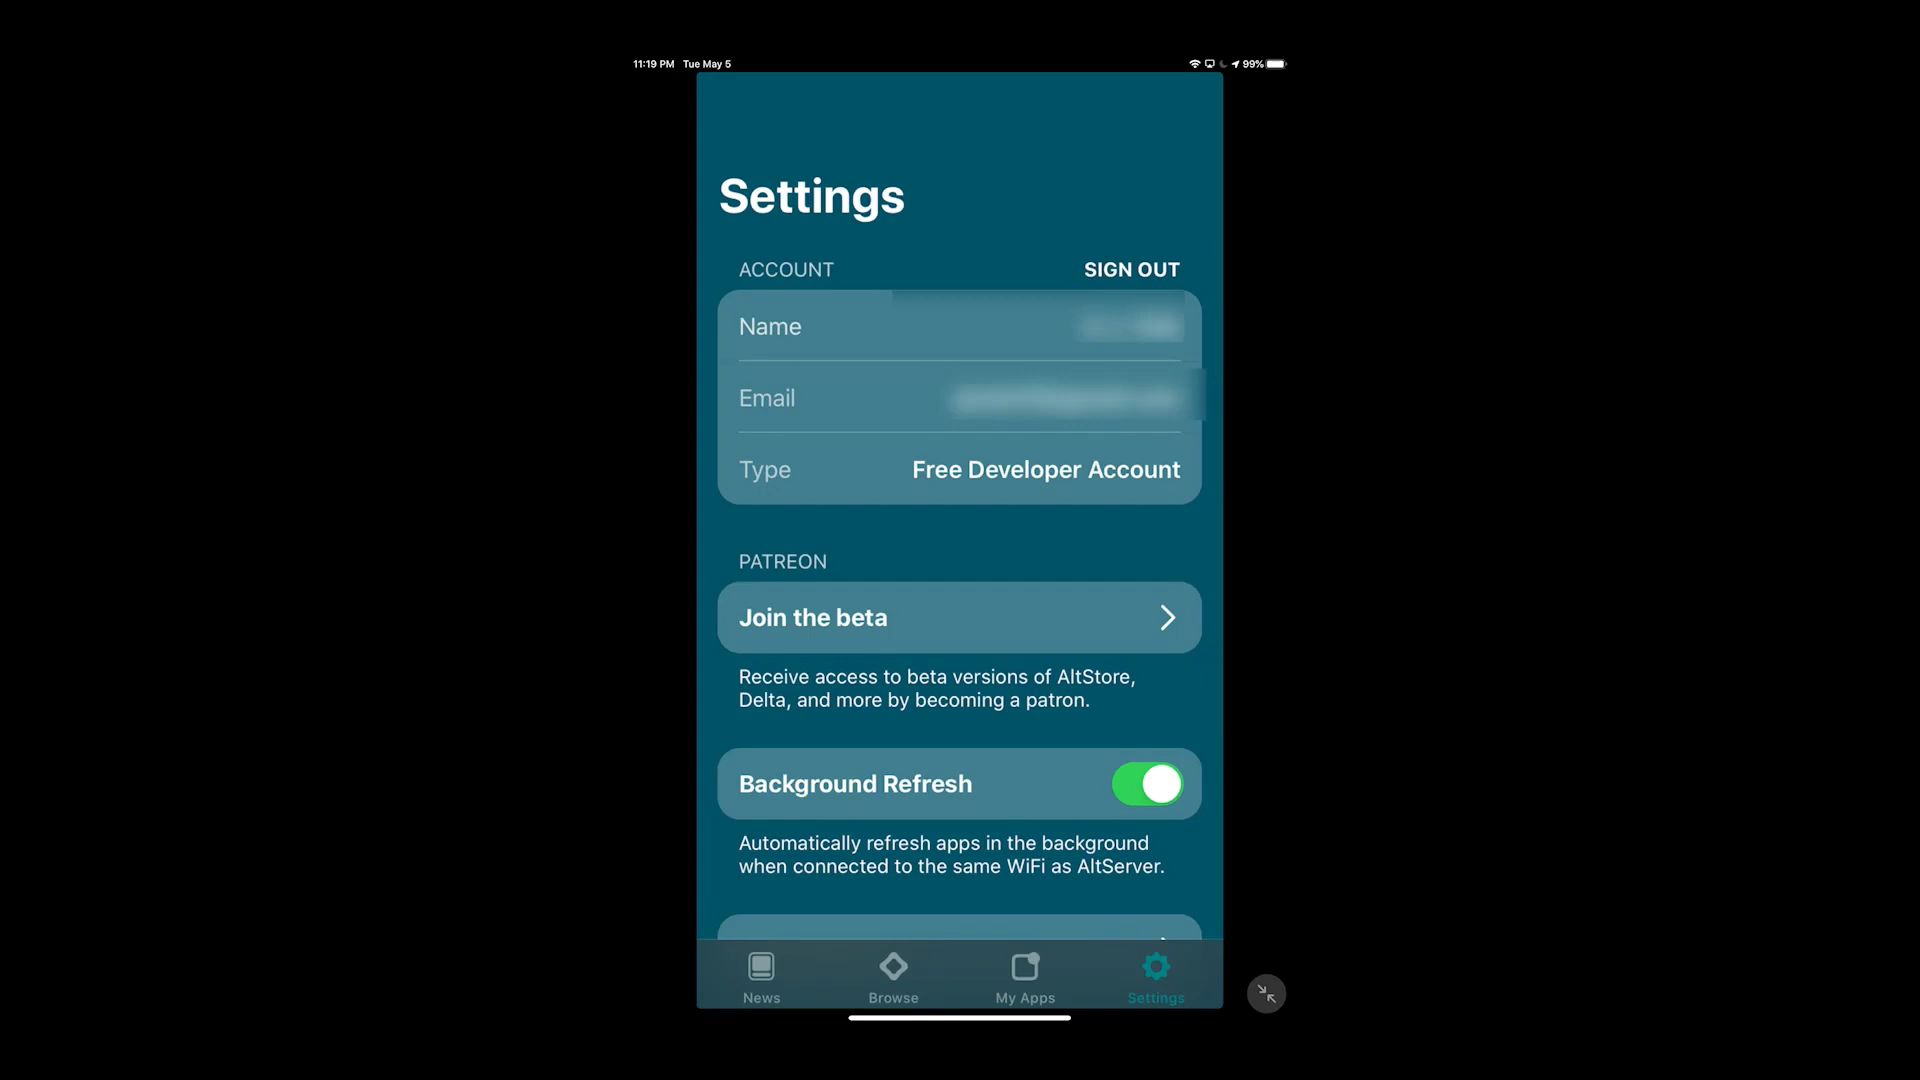 11:19 PM Tue May 5
99%
Settings
ACCOUNT SIGN OUT
Name
Email
Type Free Developer Account
PATREON
Join the beta
Receive access to beta versions of AltStore,
Delta, and more by becoming a patron.
Background Refresh
Automatically refresh apps in the background
when connected to the same WiFi as AltServer.
News Browse My Apps Settings